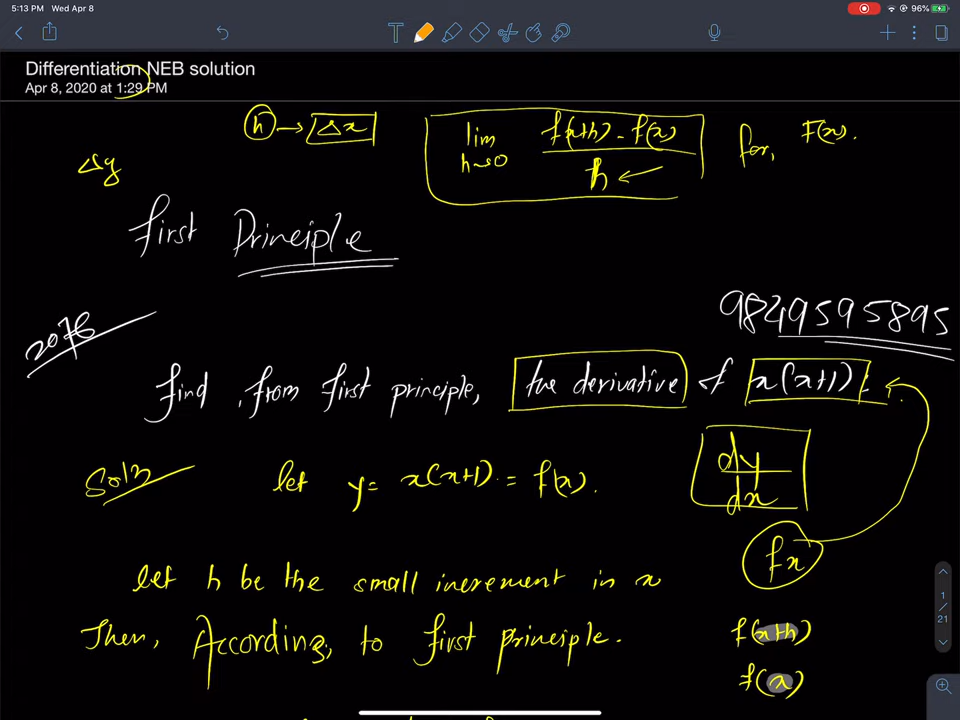 5:13 PM Wed Apr 8
96%
Differentiation NEB solution
Apr 8, 2020 at 1:29 PM
h → Δx
lim h→0 f(x+h) - f(x) / h for, F(x).
Δy
first Principle
2076
9849595895
find, from first principle, the derivative of x(x+1).
Soln let y = x(x+1) = f(x).
dy/dx
fx
let h be the small increment in x
Then, According, to first principle.
f(x+h)
f(x)
1
/
21